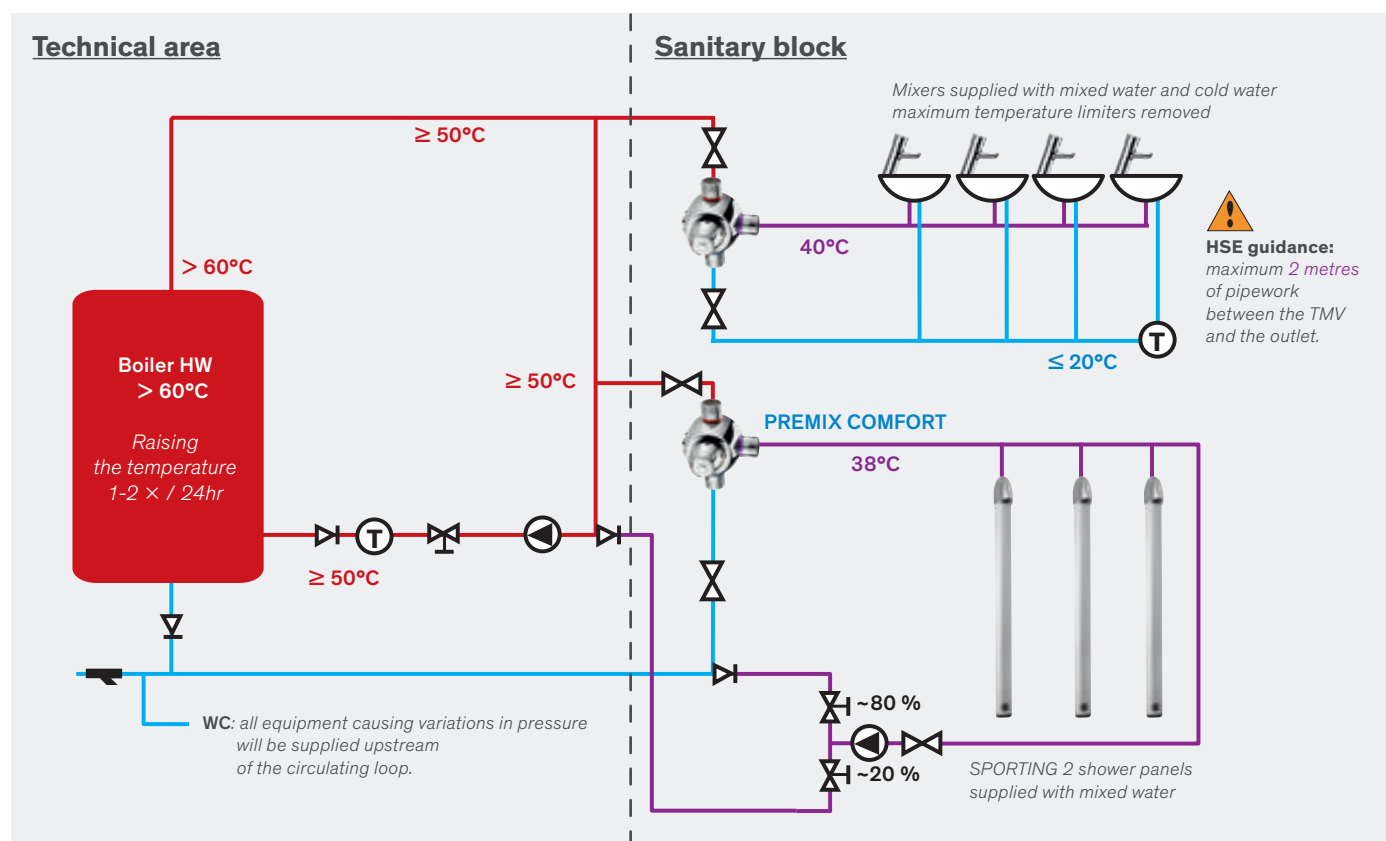 Technical area
Sanitary block
Mixers supplied with mixed water and cold water
maximum temperature limiters removed
≥ 50°C
> 60°C
40°C
HSE guidance:
maximum 2 metres
of pipework
between the TMV
and the outlet.
T
≤ 20°C
Boiler HW
> 60°C
Raising
the temperature
1-2 × / 24hr
≥ 50°C
PREMIX COMFORT
38°C
T
≥ 50°C
WC: all equipment causing variations in pressure
will be supplied upstream
of the circulating loop.
~80 %
~20 %
SPORTING 2 shower panels
supplied with mixed water